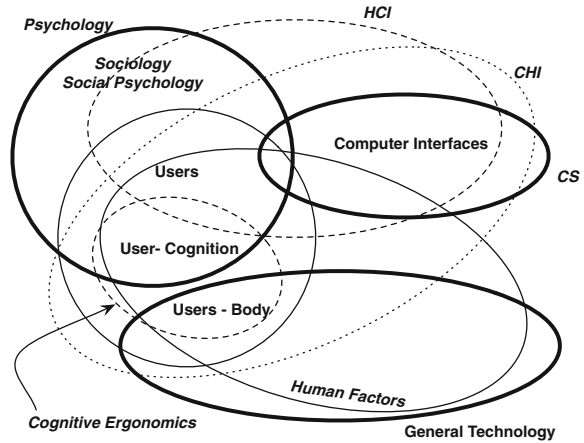 HCI
Psychology
Sociology
Social Psychology
CHI
Computer Interfaces
Users
CS
User- Cognition
Users - Body
Human Factors
Cognitive Ergonomics
General Technology